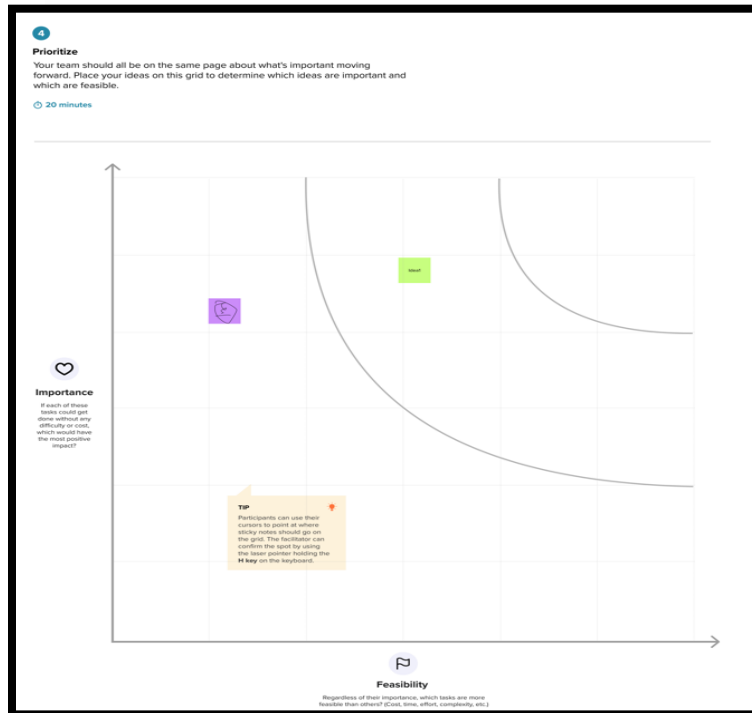 4
Prioritize
Your team should all be on the same page about what's important moving
forward. Place your ideas on this grid to determine which ideas are important and
which are feasible.
20 minutes
Importance
If each of these
tasks could get
done without any
difficulty or cost,
which would have
the most positive
impact?
TIP
Participants can use their
cursors to point at where
sticky notes should go on
the grid. The facilitator can
confirm the spot by using
the laser pointer holding the
H key on the keyboard.
Feasibility
Regardless of their importance, which tasks are more
feasible than others? (Cost, time, effort, complexity, etc.)